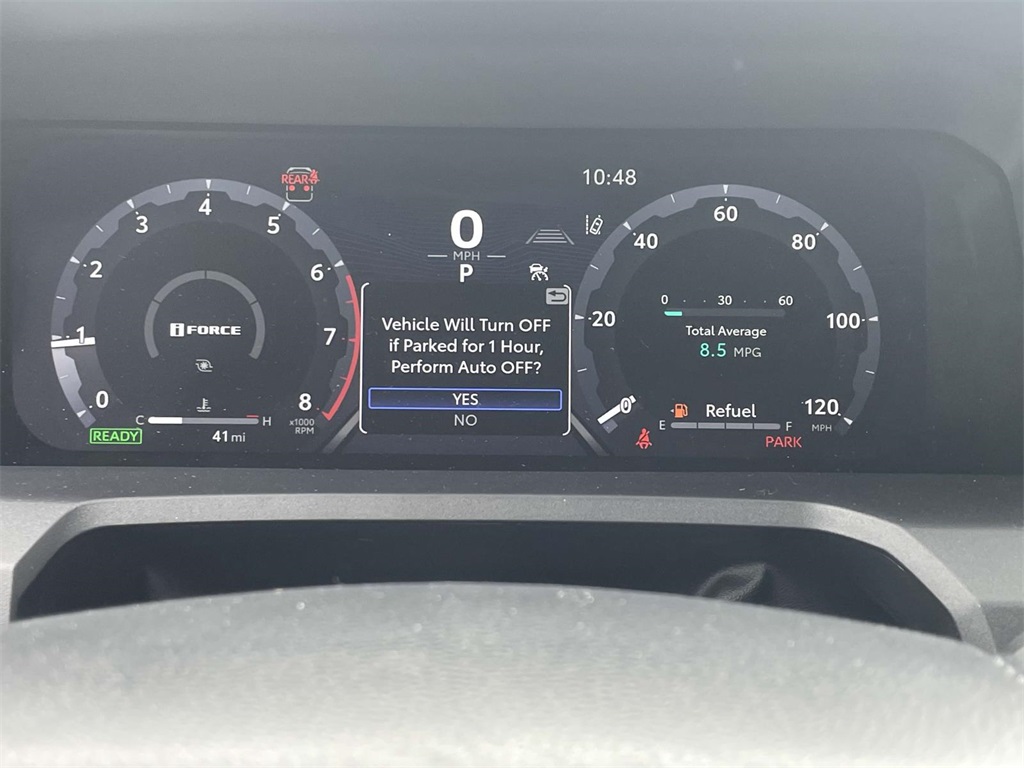 REAR
10:48
0
MPH
P
0
1
2
3
4
5
6
7
8
x1000
RPM
iFORCE
C
H
READY
41 mi
Vehicle Will Turn OFF
if Parked for 1 Hour,
Perform Auto OFF?
YES
NO
0
20
40
60
80
100
120
MPH
0 30 60
Total Average
8.5 MPG
Refuel
E
F
PARK